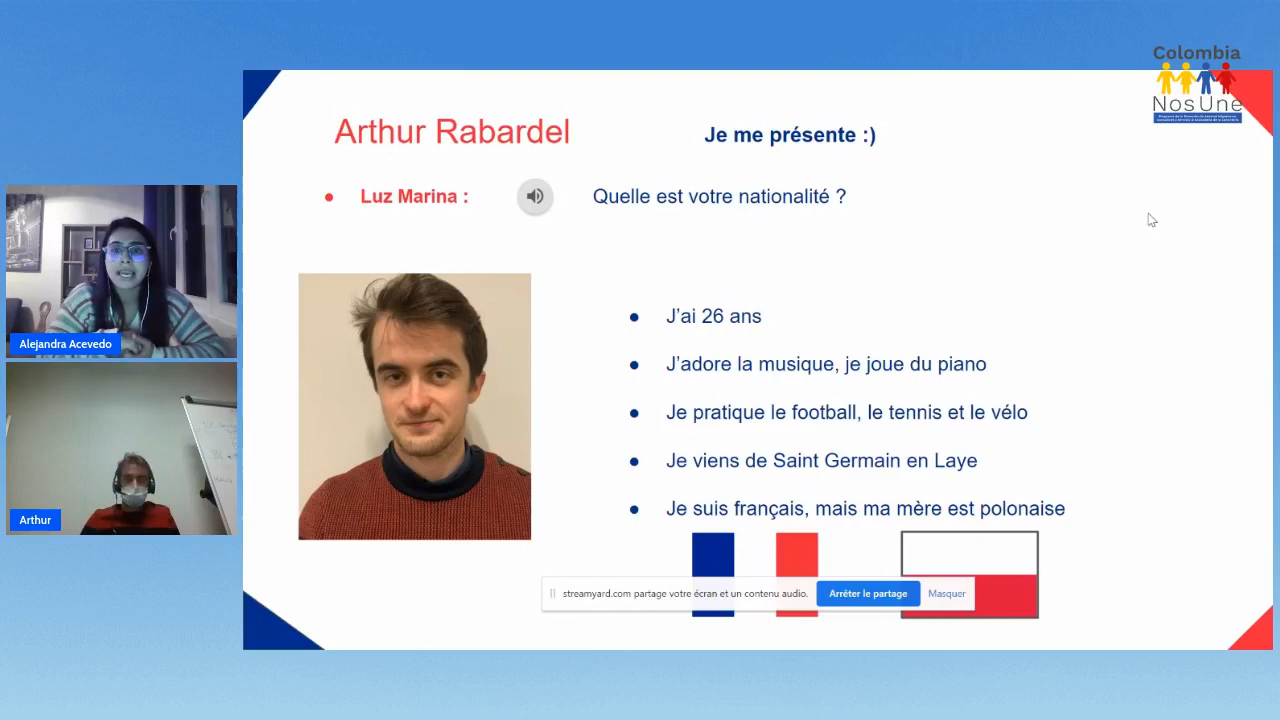 Colombia
NosUne
Arthur Rabardel
Je me présente :)
Luz Marina :
Quelle est votre nationalité ?
J'ai 26 ans
J'adore la musique, je joue du piano
Je pratique le football, le tennis et le vélo
Je viens de Saint Germain en Laye
Je suis français, mais ma mère est polonaise
streamyard.com partage votre écran et un contenu audio.
Arrêter le partage
Masquer
Alejandra Acevedo
Arthur